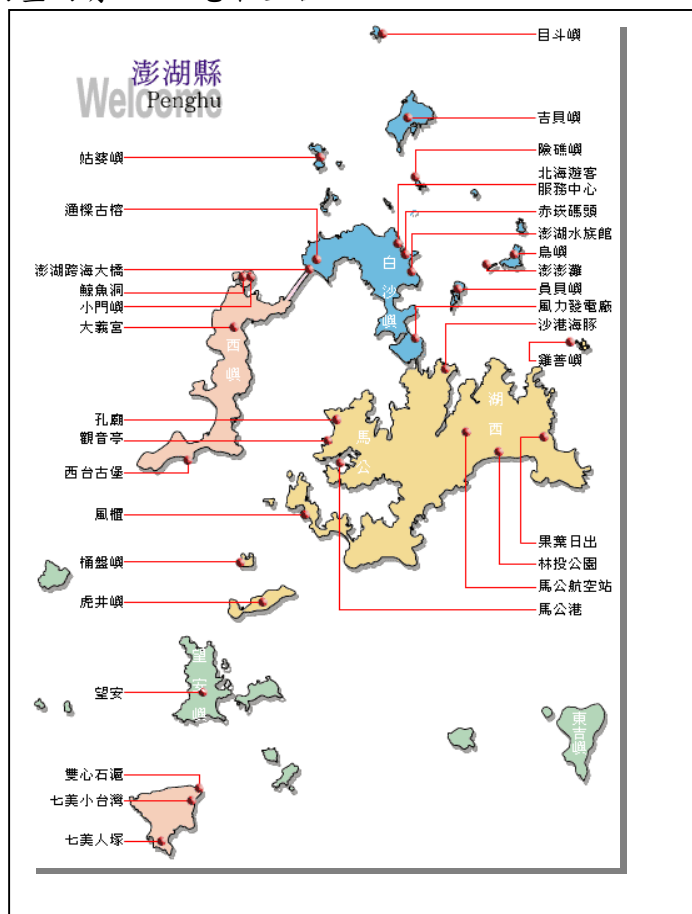 目斗嶼
澎湖縣
Welcome
Penghu
吉貝嶼
險礁嶼
姑婆嶼
北海遊客
服務中心
赤崁碼頭
通樑古榕
澎湖水族館
鳥嶼
澎湖跨海大橋
澎澎灘
鯨魚洞
員貝嶼
小門嶼
風力發電廠
大義宮
沙港海豚
雞善嶼
白沙嶼
西嶼
湖西
馬公
孔廟
觀音亭
西台古堡
風櫃
果葉日出
桶盤嶼
林投公園
馬公航空站
虎井嶼
馬公港
望安嶼
望安
東吉嶼
雙心石滬
七美小台灣
七美人塚